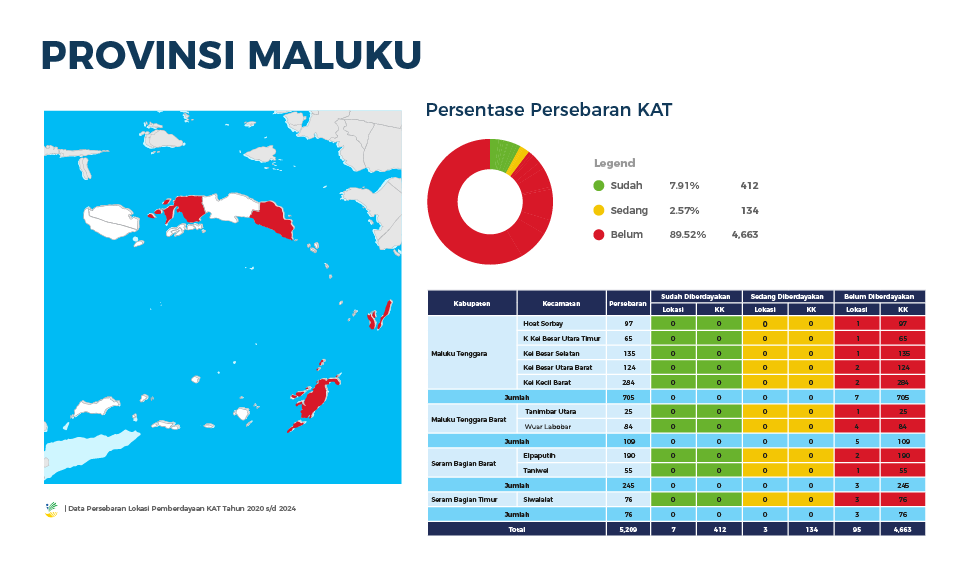 PROVINSI MALUKU
Persentase Persebaran KAT
Legend
Sudah 7.91% 412
Sedang 2.57% 134
Belum 89.52% 4,663
Kabupaten Kecamatan Persebaran Sudah Diberdayakan Sedang Diberdayakan Belum Diberdayakan
Lokasi KK Lokasi KK Lokasi KK
Maluku Tenggara Hoat Sorbay 97 0 0 0 0 1 97
K Kei Besar Utara Timur 65 0 0 0 0 1 65
Kei Besar Selatan 135 0 0 0 0 1 135
Kei Besar Utara Barat 124 0 0 0 0 2 124
Kei Kecil Barat 284 0 0 0 0 2 284
Jumlah 705 0 0 0 0 7 705
Maluku Tenggara Barat Tanimbar Utara 25 0 0 0 0 1 25
Wuar Labobar 84 0 0 0 0 4 84
Jumlah 109 0 0 0 0 5 109
Seram Bagian Barat Elpaputih 190 0 0 0 0 2 190
Taniwel 55 0 0 0 0 1 55
Jumlah 245 0 0 0 0 3 245
Seram Bagian Timur Siwalalat 76 0 0 0 0 3 76
Jumlah 76 0 0 0 0 3 76
Total 5,209 7 412 3 134 95 4,663
| Data Persebaran Lokasi Pemberdayaan KAT Tahun 2020 s/d 2024